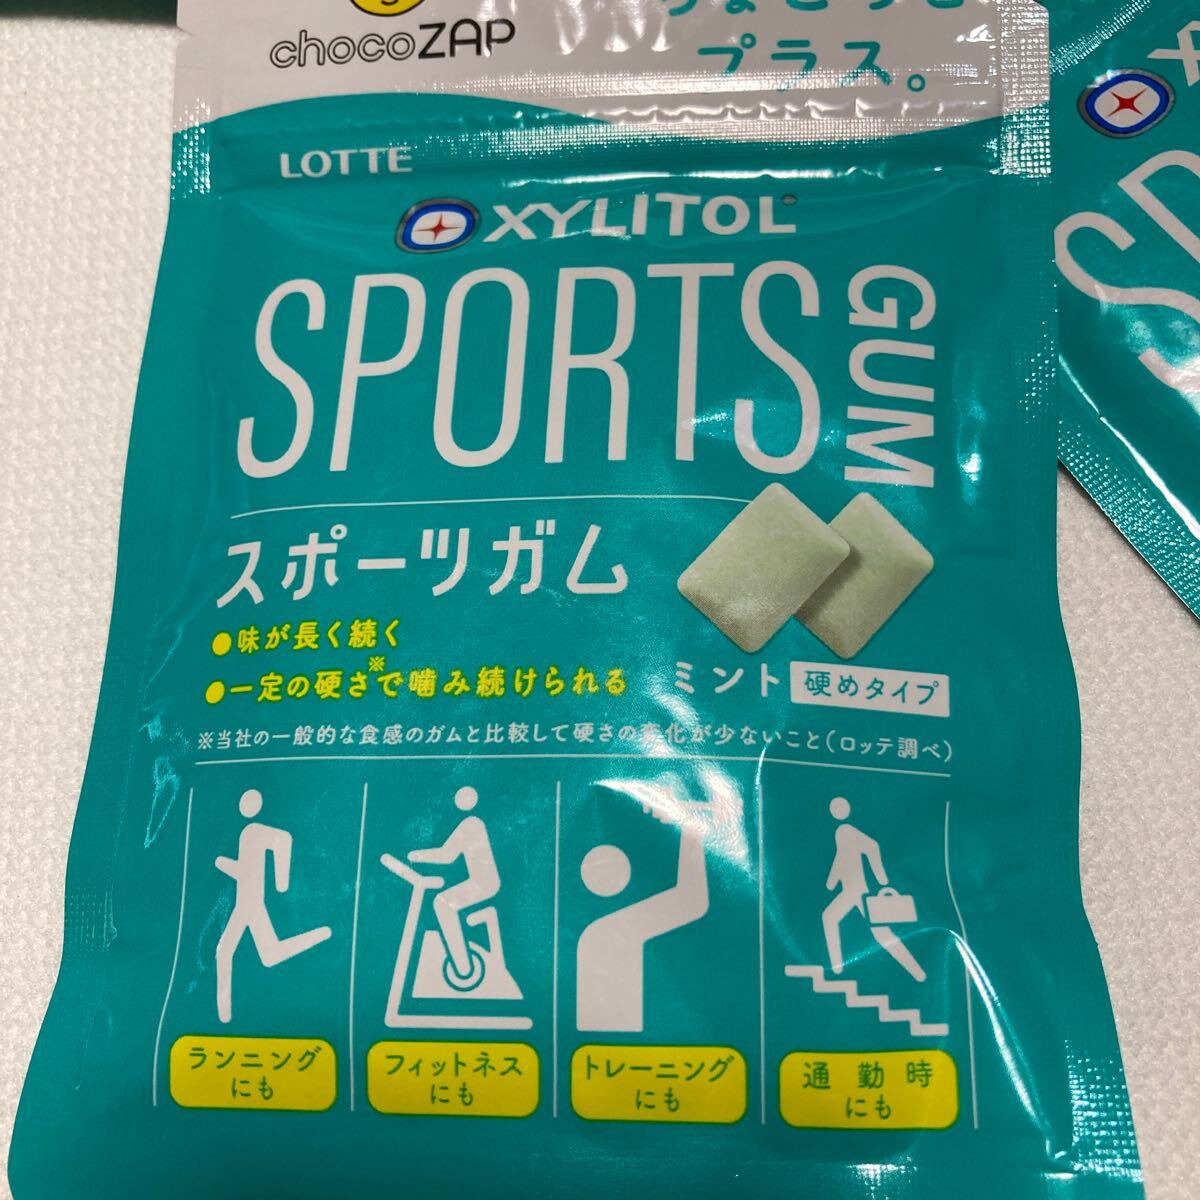 chocoZAP
プラス。
LOTTE
XYLITOL®
SPORTS
GUM
スポーツガム
●味が長く続く
●一定の硬さ※で噛み続けられる
ミント 硬めタイプ
※当社の一般的な食感のガムと比較して硬さの変化が少ないこと(ロッテ調べ)
ランニング
にも
フィットネス
にも
トレーニング
にも
通勤時
にも